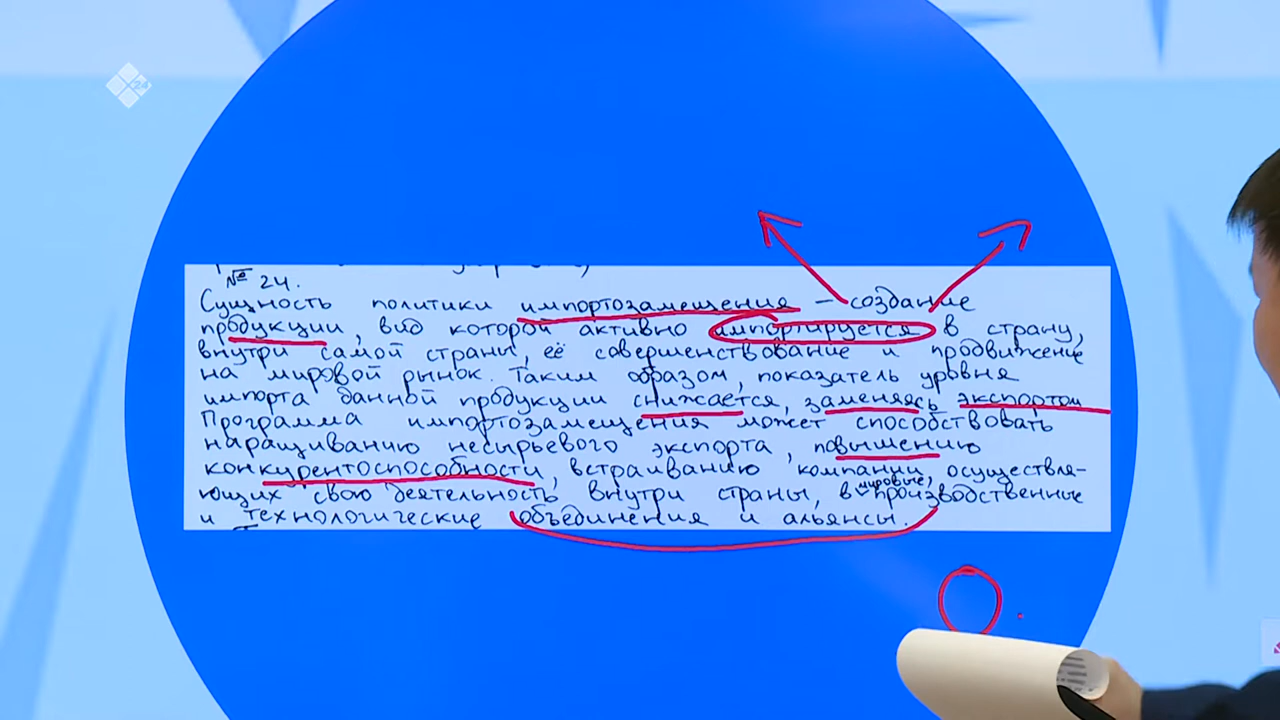 24
№ 24.
Сущность политики импортозамещения – создание
продукции, вид которой активно импортируется в страну,
внутри самой страны, её совершенствование и продвижение
на мировой рынок. Таким образом, показатель уровня
импорта данной продукции снижается, заменяясь экспортом
Программа импортозамещения может способствовать
наращиванию несырьевого экспорта, повышению
конкурентоспособности, встраиванию компании, осуществля-
ющих свою деятельность внутри страны, в мировые, производственные
и технологические объединения и альянсы.